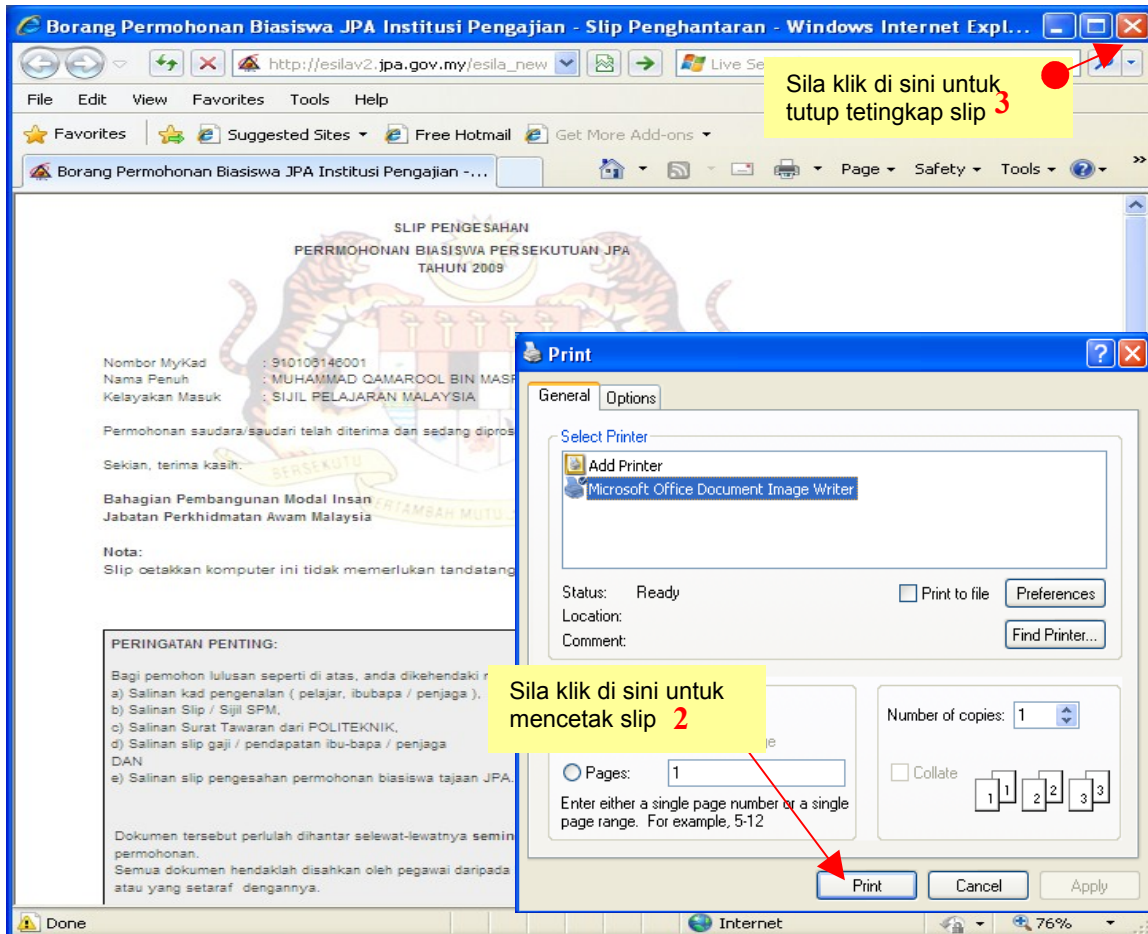 Borang Permohonan Biasiswa JPA Institusi Pengajian - Slip Penghantaran - Windows Internet Expl...
http://esilav2.jpa.gov.my/esila_new
Live Se
Sila klik di sini untuk
tutup tetingkap slip 3
File Edit View Favorites Tools Help
Favorites Suggested Sites Free Hotmail Get More Add-ons
Borang Permohonan Biasiswa JPA Institusi Pengajian -...
Page Safety Tools
SLIP PENGESAHAN
PERRMOHONAN BIASISWA PERSEKUTUAN JPA
TAHUN 2009
Nombor MyKad : 910106146001
Nama Penuh : MUHAMMAD QAMAROOL BIN
Kelayakan Masuk : SIJIL PELAJARAN MALAYSIA
Permohonan saudara/saudari telah diterima dan sedang dipros
Sekian, terima kasih.
BERSEKUTU
BERTAMBAH MUTU
Bahagian Pembangunan Modal Insan
Jabatan Perkhidmatan Awam Malaysia
Nota:
Slip cetakkan komputer ini tidak memerlukan tandatang
PERINGATAN PENTING:
Bagi pemohon lulusan seperti di atas, anda dikehendaki
a) Salinan kad pengenalan ( pelajar, ibubapa / penjaga ),
b) Salinan Slip / Sijil SPM,
c) Salinan Surat Tawaran dari POLITEKNIK,
d) Salinan slip gaji / pendapatan ibu-bapa / penjaga
DAN
e) Salinan slip pengesahan permohonan biasiswa tajaan JPA.
Dokumen tersebut perlulah dihantar selewat-lewatnya semin
permohonan.
Semua dokumen hendaklah disahkan oleh pegawai daripada
atau yang setaraf dengannya.
Print
General Options
Select Printer
Add Printer
Microsoft Office Document Image Writer
Status: Ready
Print to file
Preferences
Location:
Comment:
Find Printer...
Sila klik di sini untuk
mencetak slip 2
Pages: 1
Enter either a single page number or a single
page range. For example, 5-12
Number of copies: 1
Collate
1 1 2 2 3 3
Print Cancel Apply
Done
Internet
76%